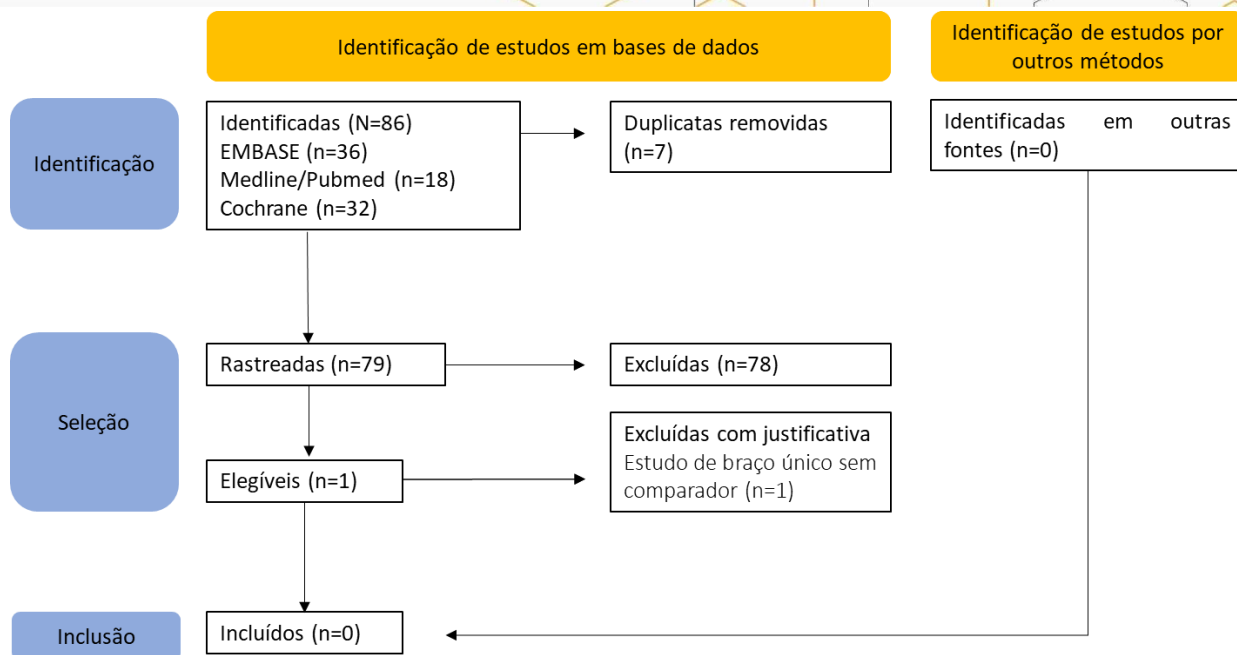 Identificação de estudos em bases de dados
Identificação de estudos por
outros métodos
Identificação
Identificadas (N=86)
EMBASE (n=36)
Medline/Pubmed (n=18)
Cochrane (n=32)
Duplicatas removidas
(n=7)
Identificadas em outras
fontes (n=0)
Seleção
Rastreadas (n=79)
Excluídas (n=78)
Elegíveis (n=1)
Excluídas com justificativa
Estudo de braço único sem
comparador (n=1)
Inclusão
Incluídos (n=0)